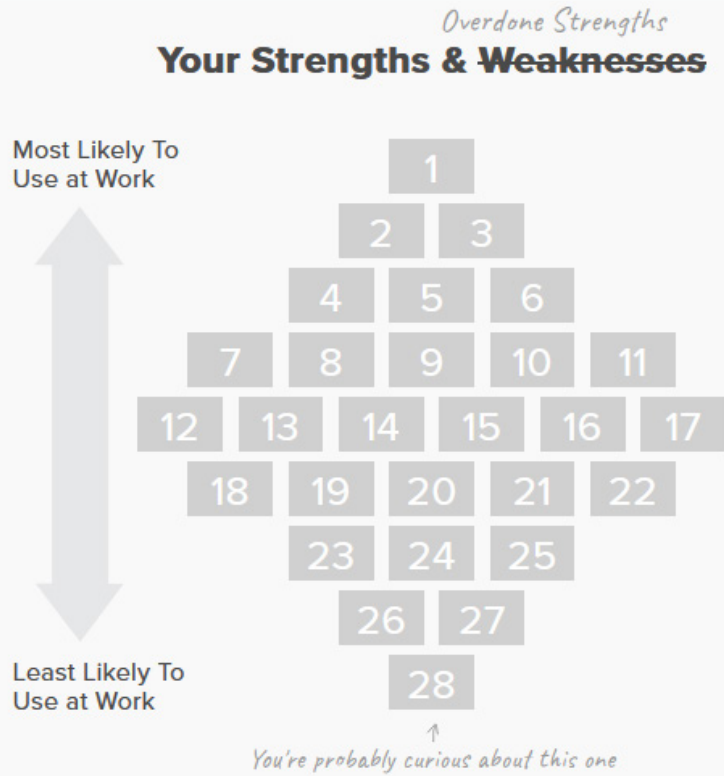 Overdone Strengths
Your Strengths & Weaknesses
Most Likely To
Use at Work
1
2 3
4 5 6
7 8 9 10 11
12 13 14 15 16 17
18 19 20 21 22
23 24 25
26 27
28
Least Likely To
Use at Work
You're probably curious about this one